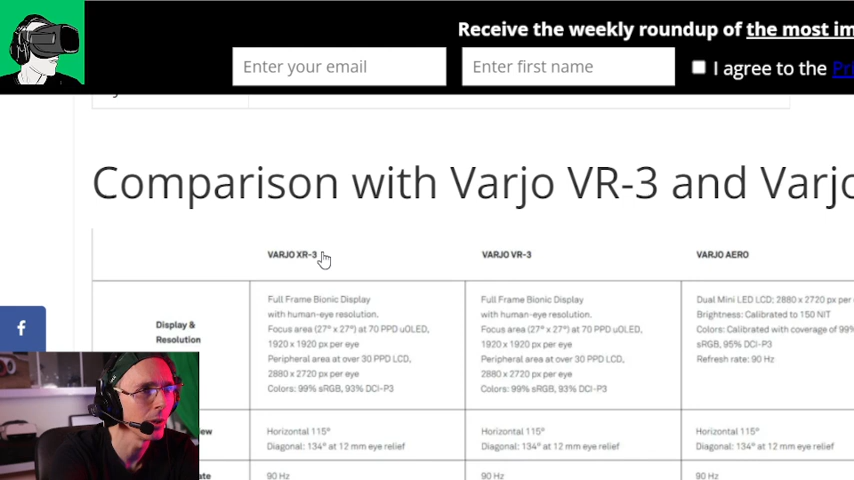 Receive the weekly roundup of the most im
Enter your email
Enter first name
I agree to the Pri
Comparison with Varjo VR-3 and Varjo
VARJO XR-3
VARJO VR-3
VARJO AERO
Display &
Resolution
Full Frame Bionic Display
with human-eye resolution.
Focus area (27° x 27°) at 70 PPD uOLED,
1920 x 1920 px per eye
Peripheral area at over 30 PPD LCD,
2880 x 2720 px per eye
Colors: 99% sRGB, 93% DCI-P3
Full Frame Bionic Display
with human-eye resolution.
Focus area (27° x 27°) at 70 PPD uOLED,
1920 x 1920 px per eye
Peripheral area at over 30 PPD LCD,
2880 x 2720 px per eye
Colors: 99% sRGB, 93% DCI-P3
Dual Mini LED LCD; 2880 x 2720 px per
Brightness: Calibrated to 150 NIT
Colors: Calibrated with coverage of 99%
sRGB, 95% DCI-P3
Refresh rate: 90 Hz
ew
Horizontal 115°
Diagonal: 134° at 12 mm eye relief
Horizontal 115°
Diagonal: 134° at 12 mm eye relief
Horizontal 115°
Diagonal: 134° at 12 mm eye relief
ate
90 Hz
90 Hz
90 Hz